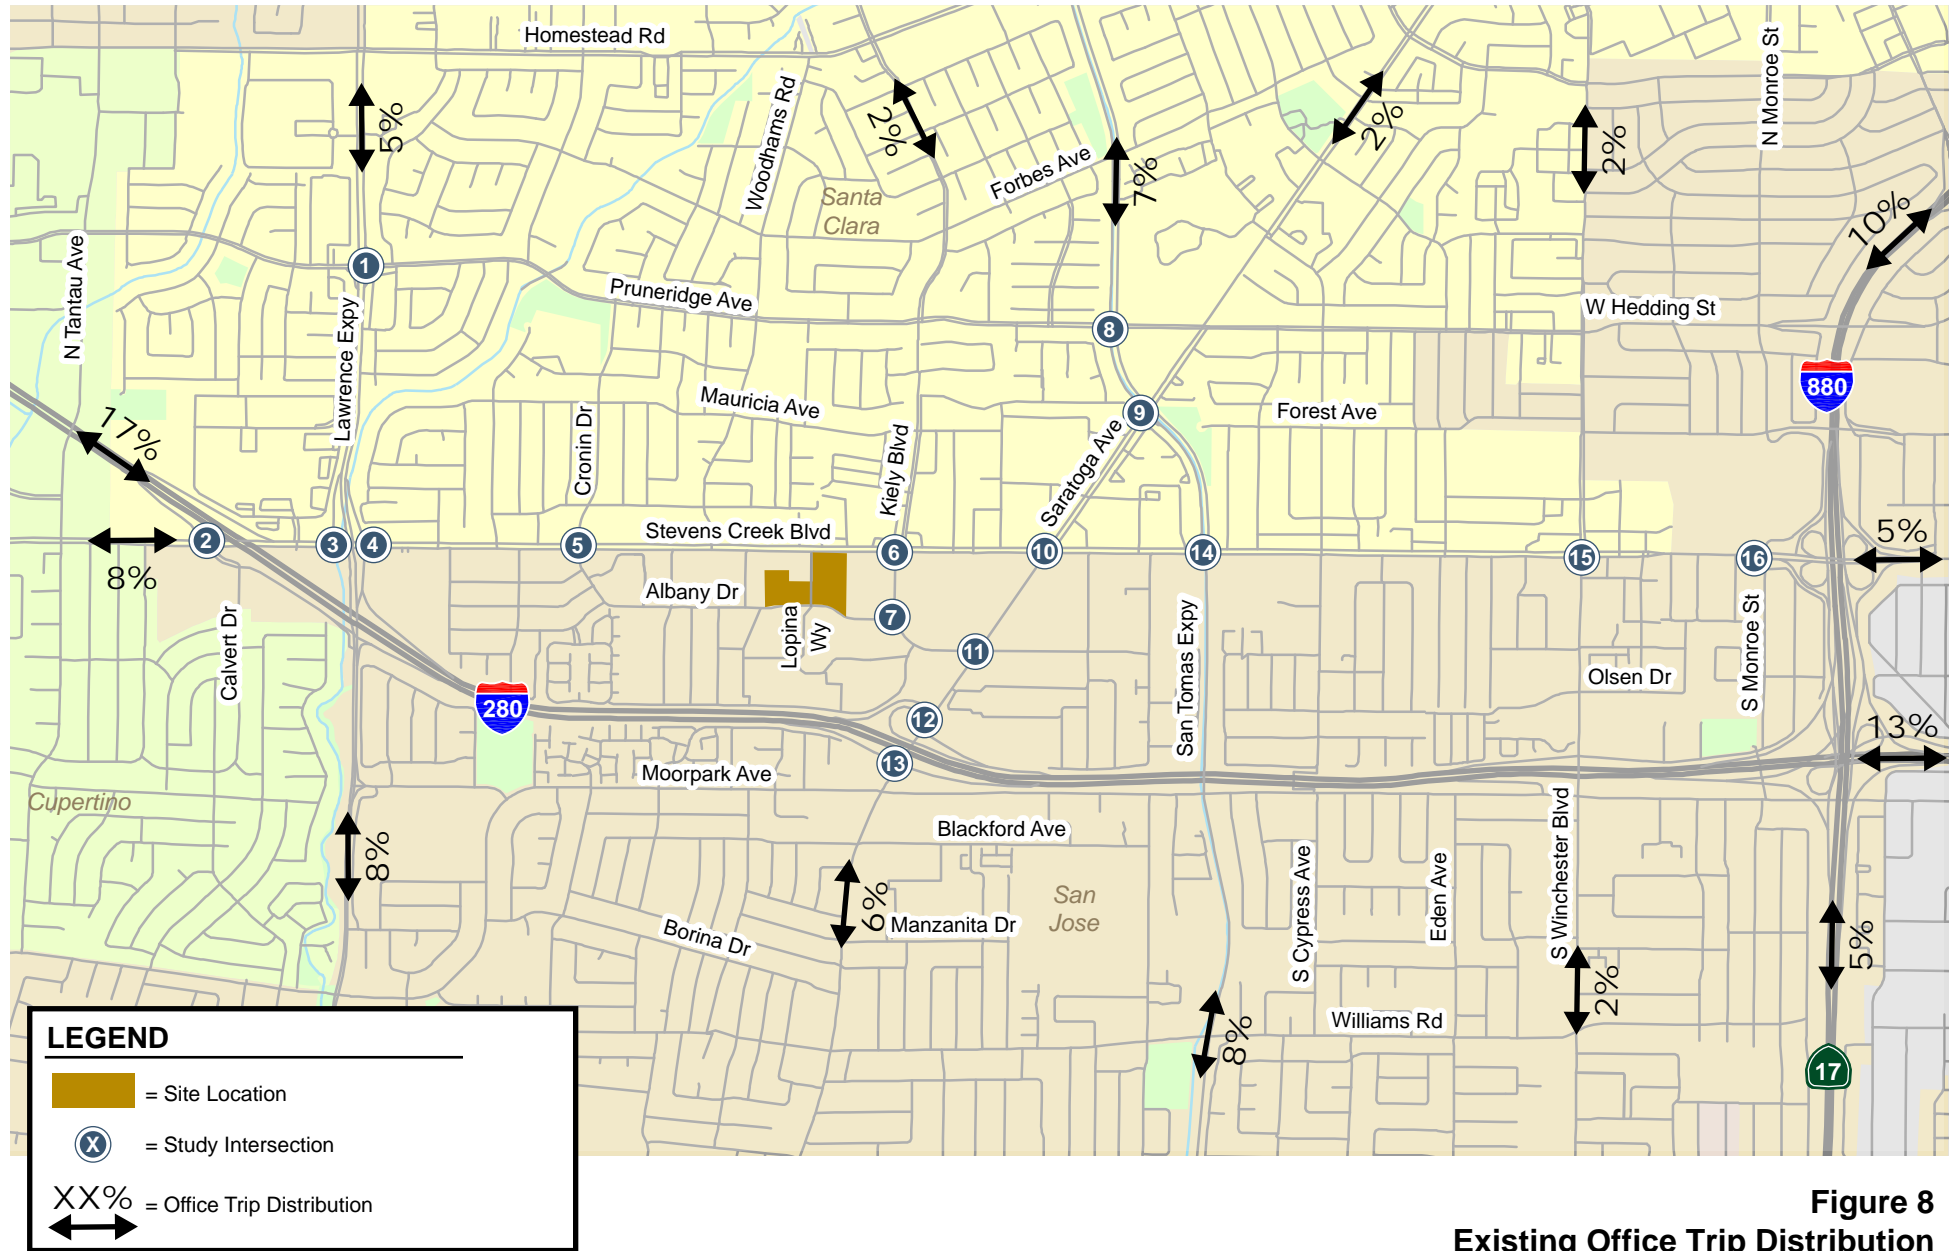 Homestead Rd
N Monroe St
Woodhams Rd
5%
2%
2%
2%
7%
Forbes Ave
Santa
Clara
10%
N Tantau Ave
1
Pruneridge Ave
W Hedding St
8
Lawrence Expy
880
Mauricia Ave
9
Forest Ave
17%
Cronin Dr
Kiely Blvd
Saratoga Ave
Stevens Creek Blvd
2
3
4
5
6
10
14
15
16
5%
8%
Albany Dr
Lopina
Wy
7
Calvert Dr
11
San Tomas Expy
S Monroe St
Olsen Dr
280
12
13%
13
Moorpark Ave
Cupertino
Blackford Ave
8%
6%
San
Jose
Manzanita Dr
Borina Dr
S Cypress Ave
Eden Ave
S Winchester Blvd
5%
2%
8%
Williams Rd
17
LEGEND
= Site Location
X = Study Intersection
XX% = Office Trip Distribution
Figure 8
Existing Office Trip Distribution